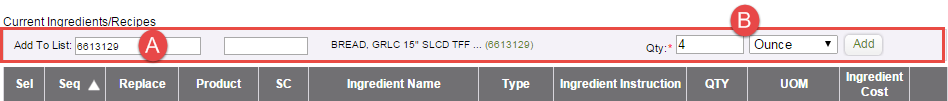 Current Ingredients/Recipes
B
Add To List: 6613129 A BREAD, GRLC 15" SLCD TFF ... (6613129) Qty:* 4 Ounce Add
Sel Seq Replace Product SC Ingredient Name Type Ingredient Instruction QTY UOM Ingredient
Cost